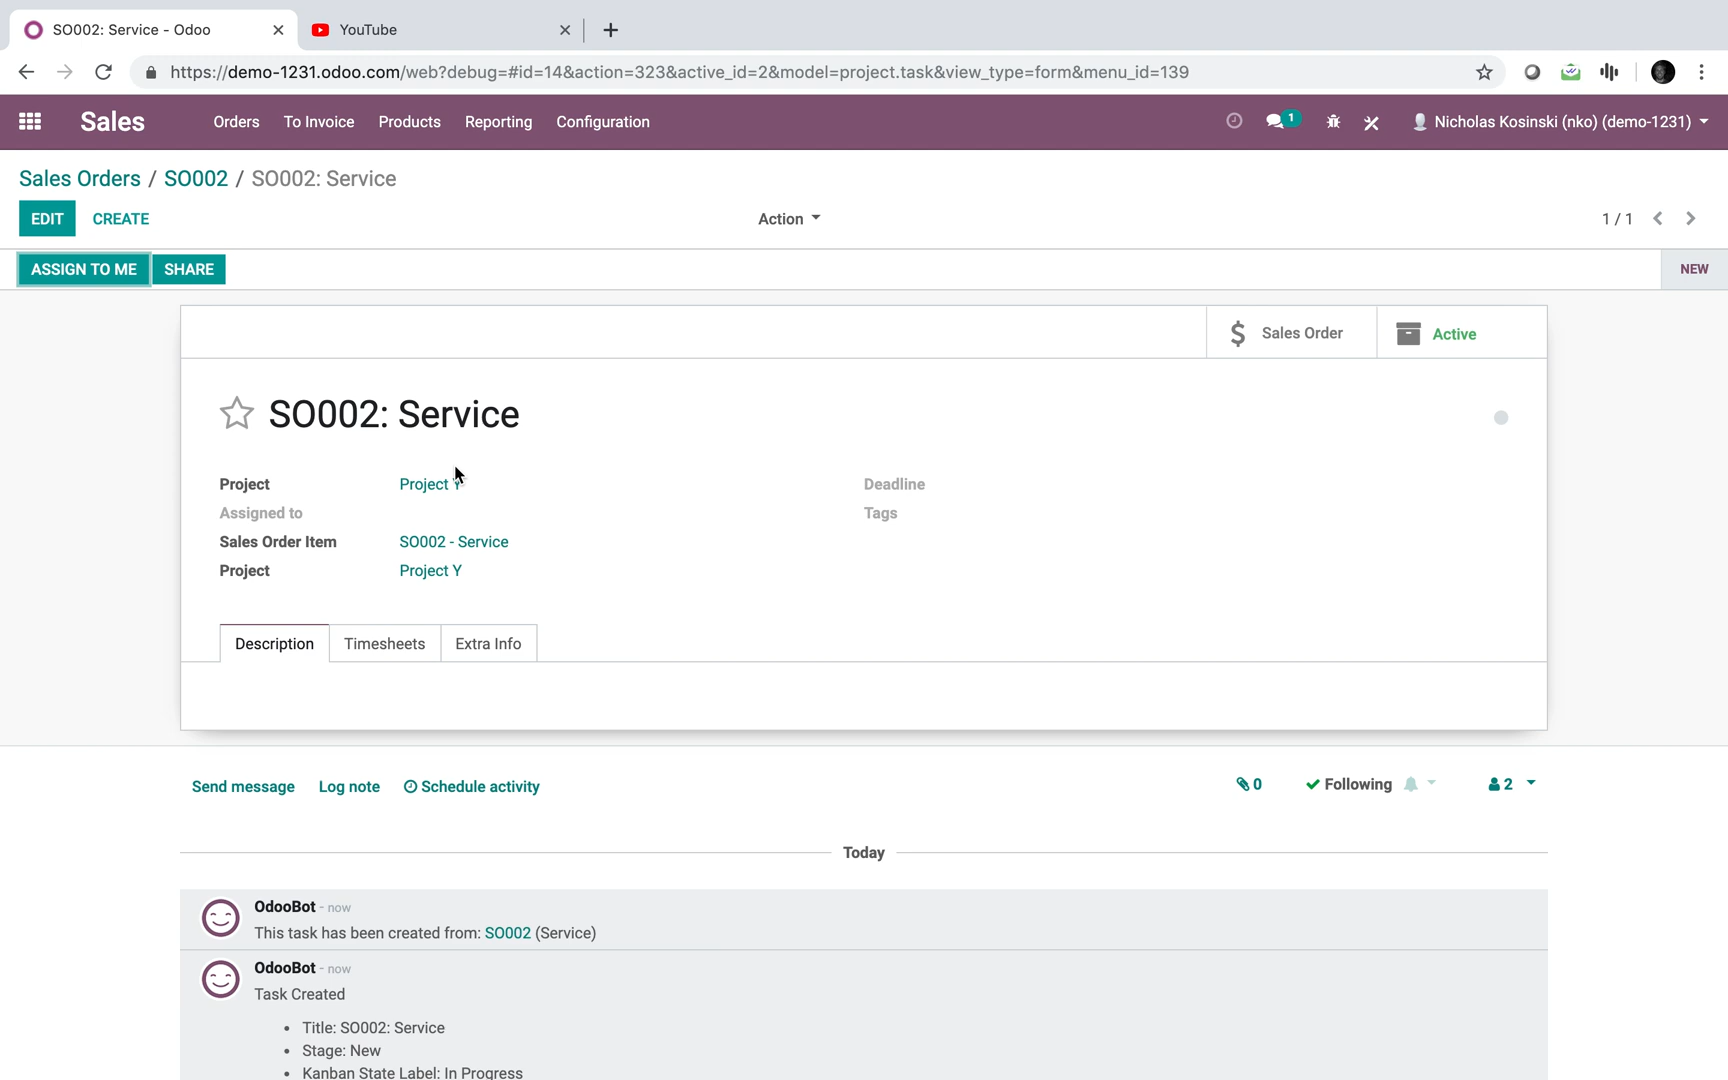 SO002: Service - Odoo
YouTube
https://demo-1231.odoo.com/web?debug=#id=14&action=323&active_id=2&model=project.task&view_type=form&menu_id=139
Sales Orders To Invoice Products Reporting Configuration 1 Nicholas Kosinski (nko) (demo-1231)
Sales Orders / SO002 / SO002: Service
EDIT CREATE Action 1 / 1
ASSIGN TO ME SHARE NEW
$ Sales Order Active
SO002: Service
Project Project Y Deadline
Assigned to Tags
Sales Order Item SO002 - Service
Project Project Y
Description Timesheets Extra Info
Send message Log note Schedule activity 0 Following 2
Today
OdooBot - now
This task has been created from: SO002 (Service)
OdooBot - now
Task Created
• Title: SO002: Service
• Stage: New
• Kanban State Label: In Progress